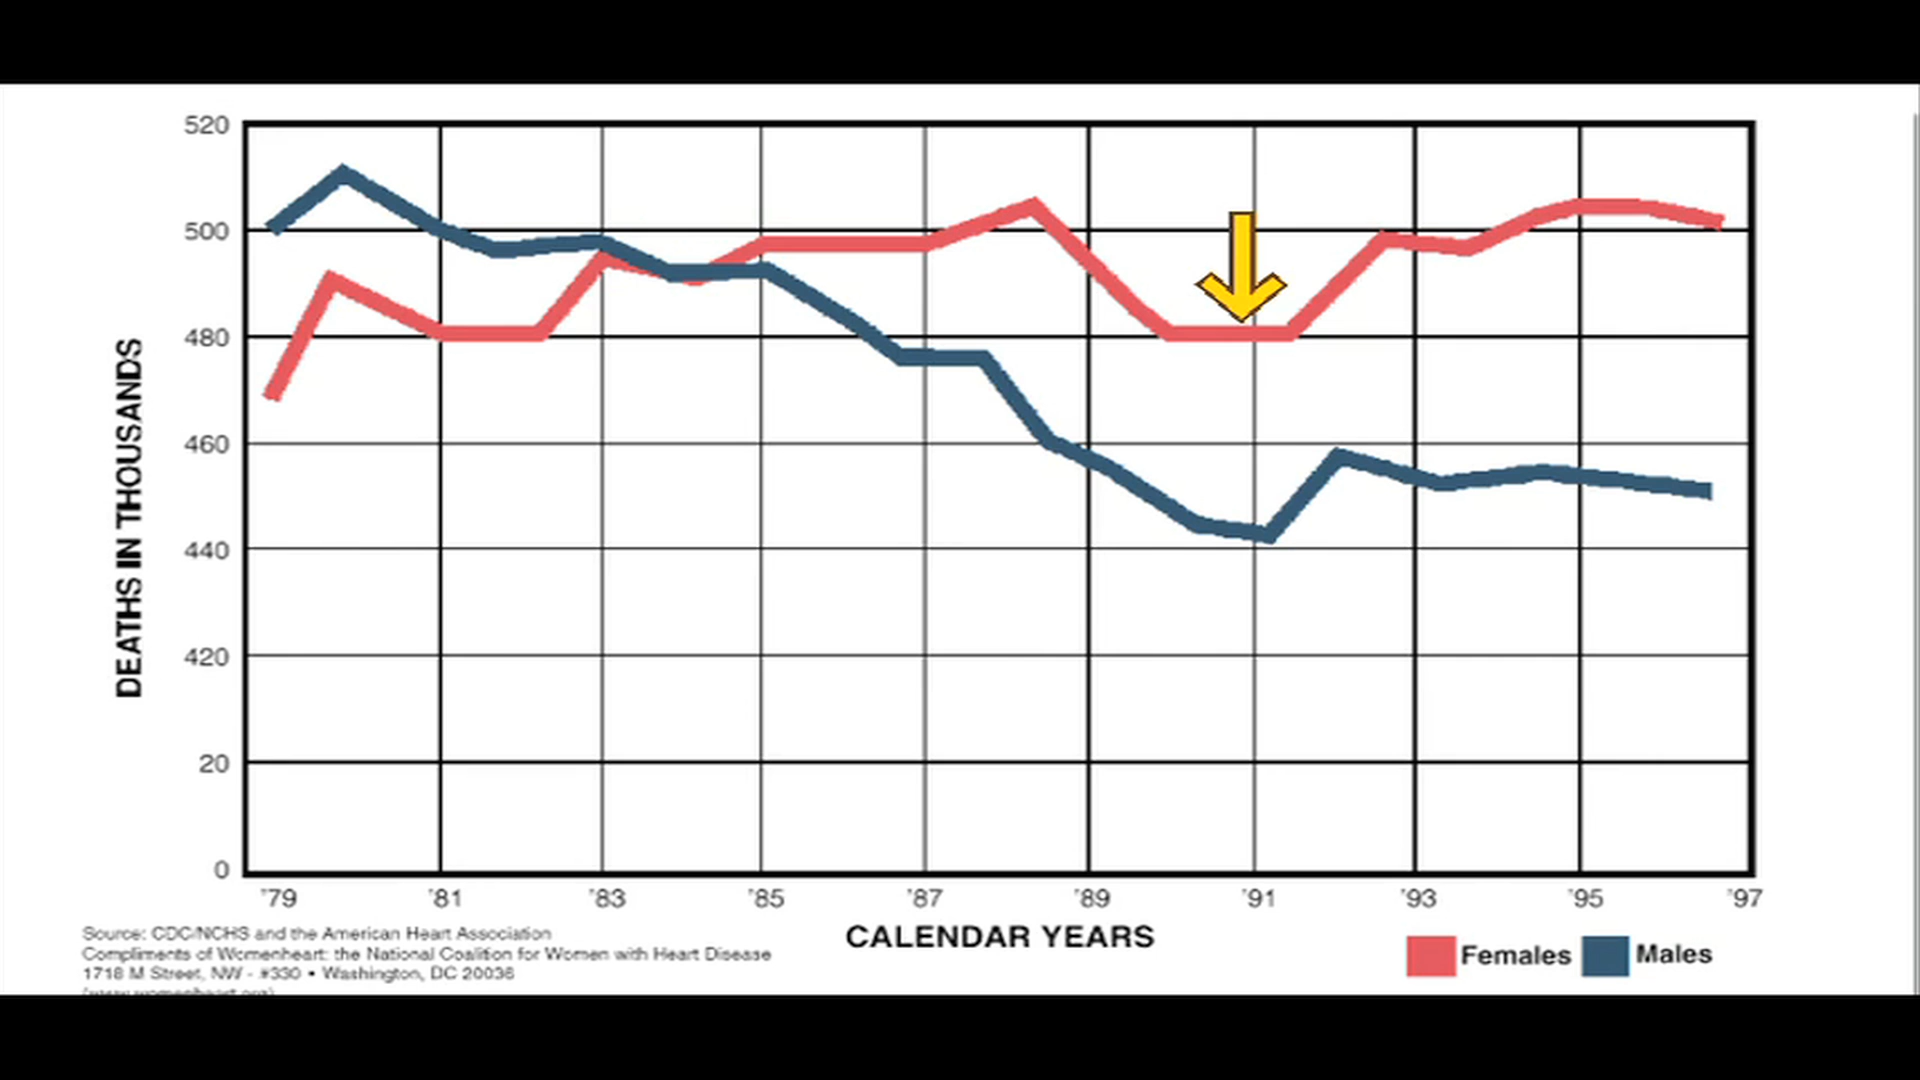 520
500
480
460
440
420
20
0
DEATHS IN THOUSANDS
'79 '81 '83 '85 '87 '89 '91 '93 '95 '97
CALENDAR YEARS
Source: CDC/NCHS and the American Heart Association
Compliments of Womenheart: the National Coalition for Women with Heart Disease
1718 M Street, NW - #330 • Washington, DC 20036
Females Males